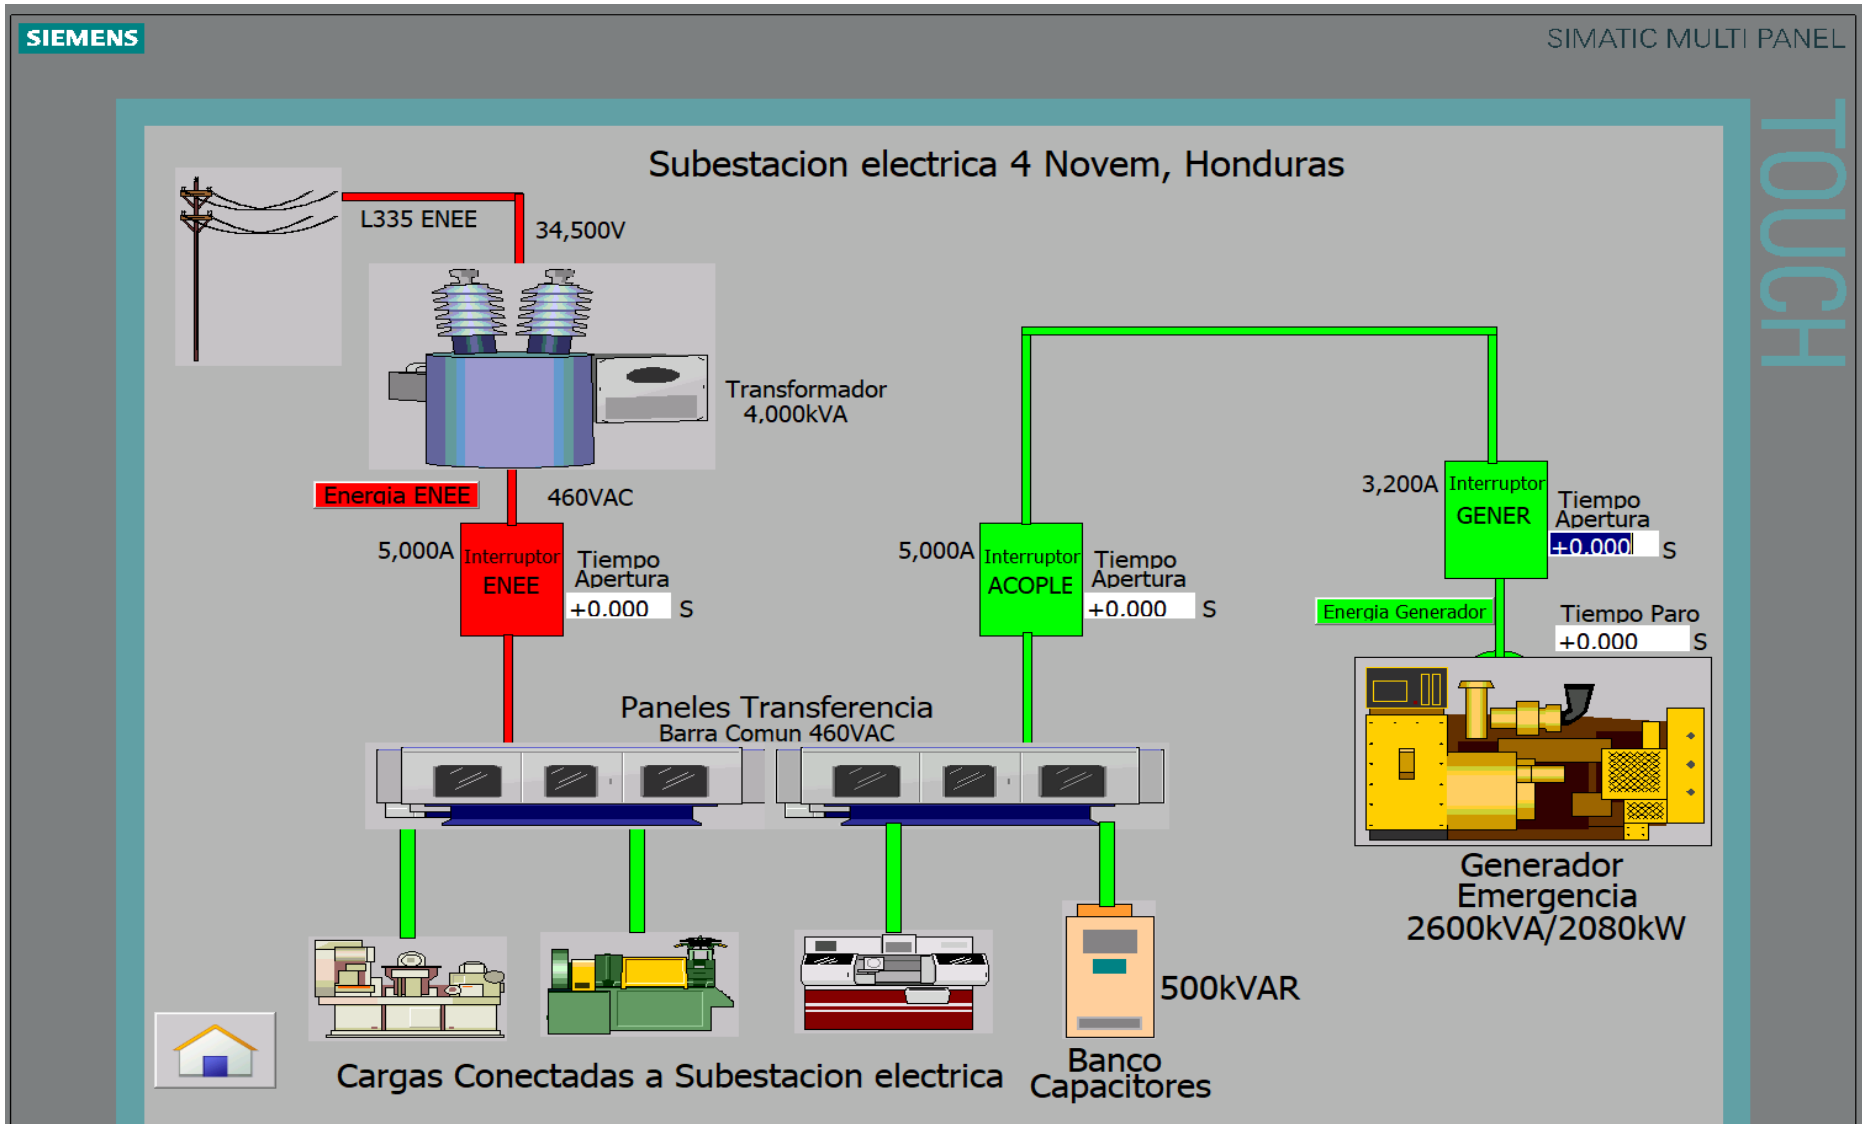 SIEMENS
SIMATIC MULTI PANEL
TOUCH
Subestacion electrica 4 Novem, Honduras
L335 ENEE
34,500V
Transformador
4,000kVA
Energia ENEE
460VAC
5,000A
Interruptor
ENEE
Tiempo
Apertura
+0.000 S
5,000A
Interruptor
ACOPLE
Tiempo
Apertura
+0.000 S
3,200A
Interruptor
GENER
Tiempo
Apertura
+0.000 S
Energia Generador
Tiempo Paro
+0.000 S
Paneles Transferencia
Barra Comun 460VAC
Generador
Emergencia
2600kVA/2080kW
500kVAR
Banco
Capacitores
Cargas Conectadas a Subestacion electrica